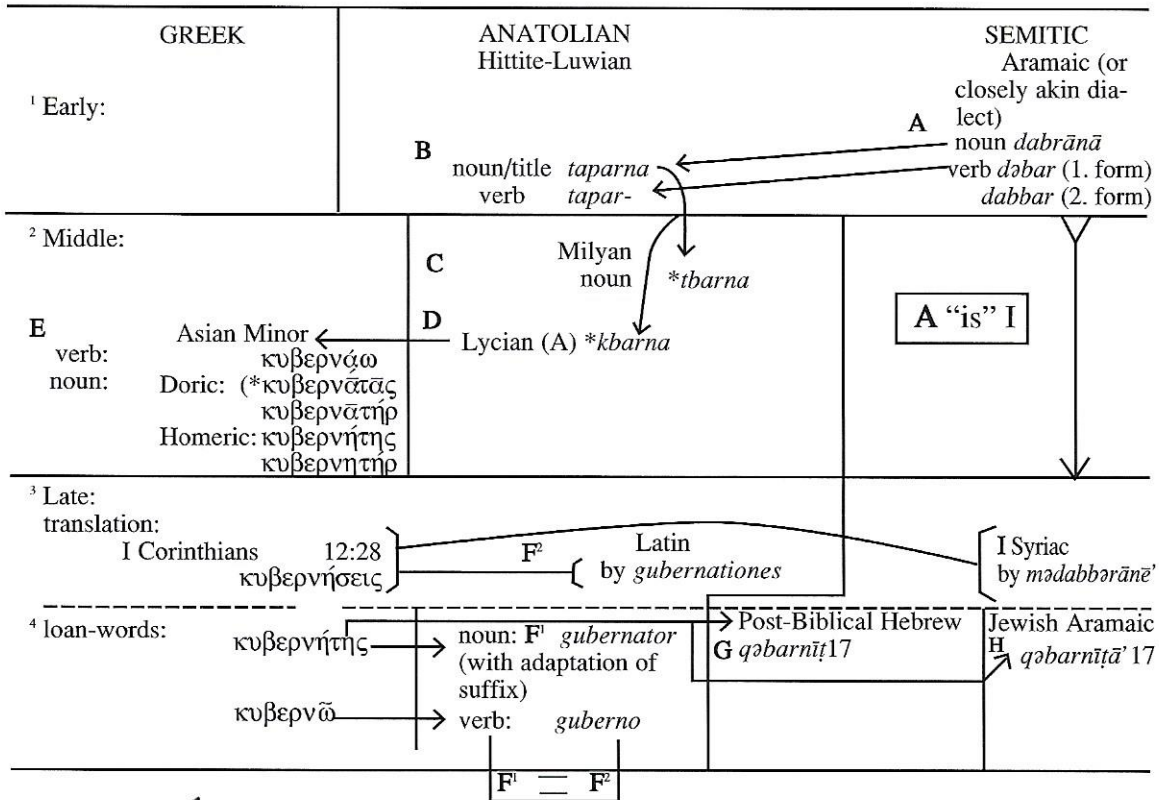 GREEK ANATOLIAN SEMITIC
Hittite-Luwian Aramaic (or
closely akin dia-
¹ Early: lect)
A noun dabrānā
B noun/title taparna verb dəbar (1. form)
verb tapar- dabbar (2. form)
² Middle:
Milyan
C noun *tbarna
A "is" I
E D
Asian Minor Lycian (A) *kbarna
verb: κυβερνάω
noun: Doric: (*κυβερνᾱ́τᾱς
κυβερνᾱτήρ
Homeric: κυβερνήτης
κυβερνητήρ
³ Late:
translation:
I Corinthians 12:28 F² Latin I Syriac
κυβερνήσεις by gubernationes by mədabbərānē'
⁴ loan-words: Post-Biblical Hebrew Jewish Aramaic
κυβερνήτης noun: F¹ gubernator G qəbarnīṭ17 H qəbarnīṭā' 17
(with adaptation of
suffix)
κυβερνῶ verb: guberno
F¹ = F²